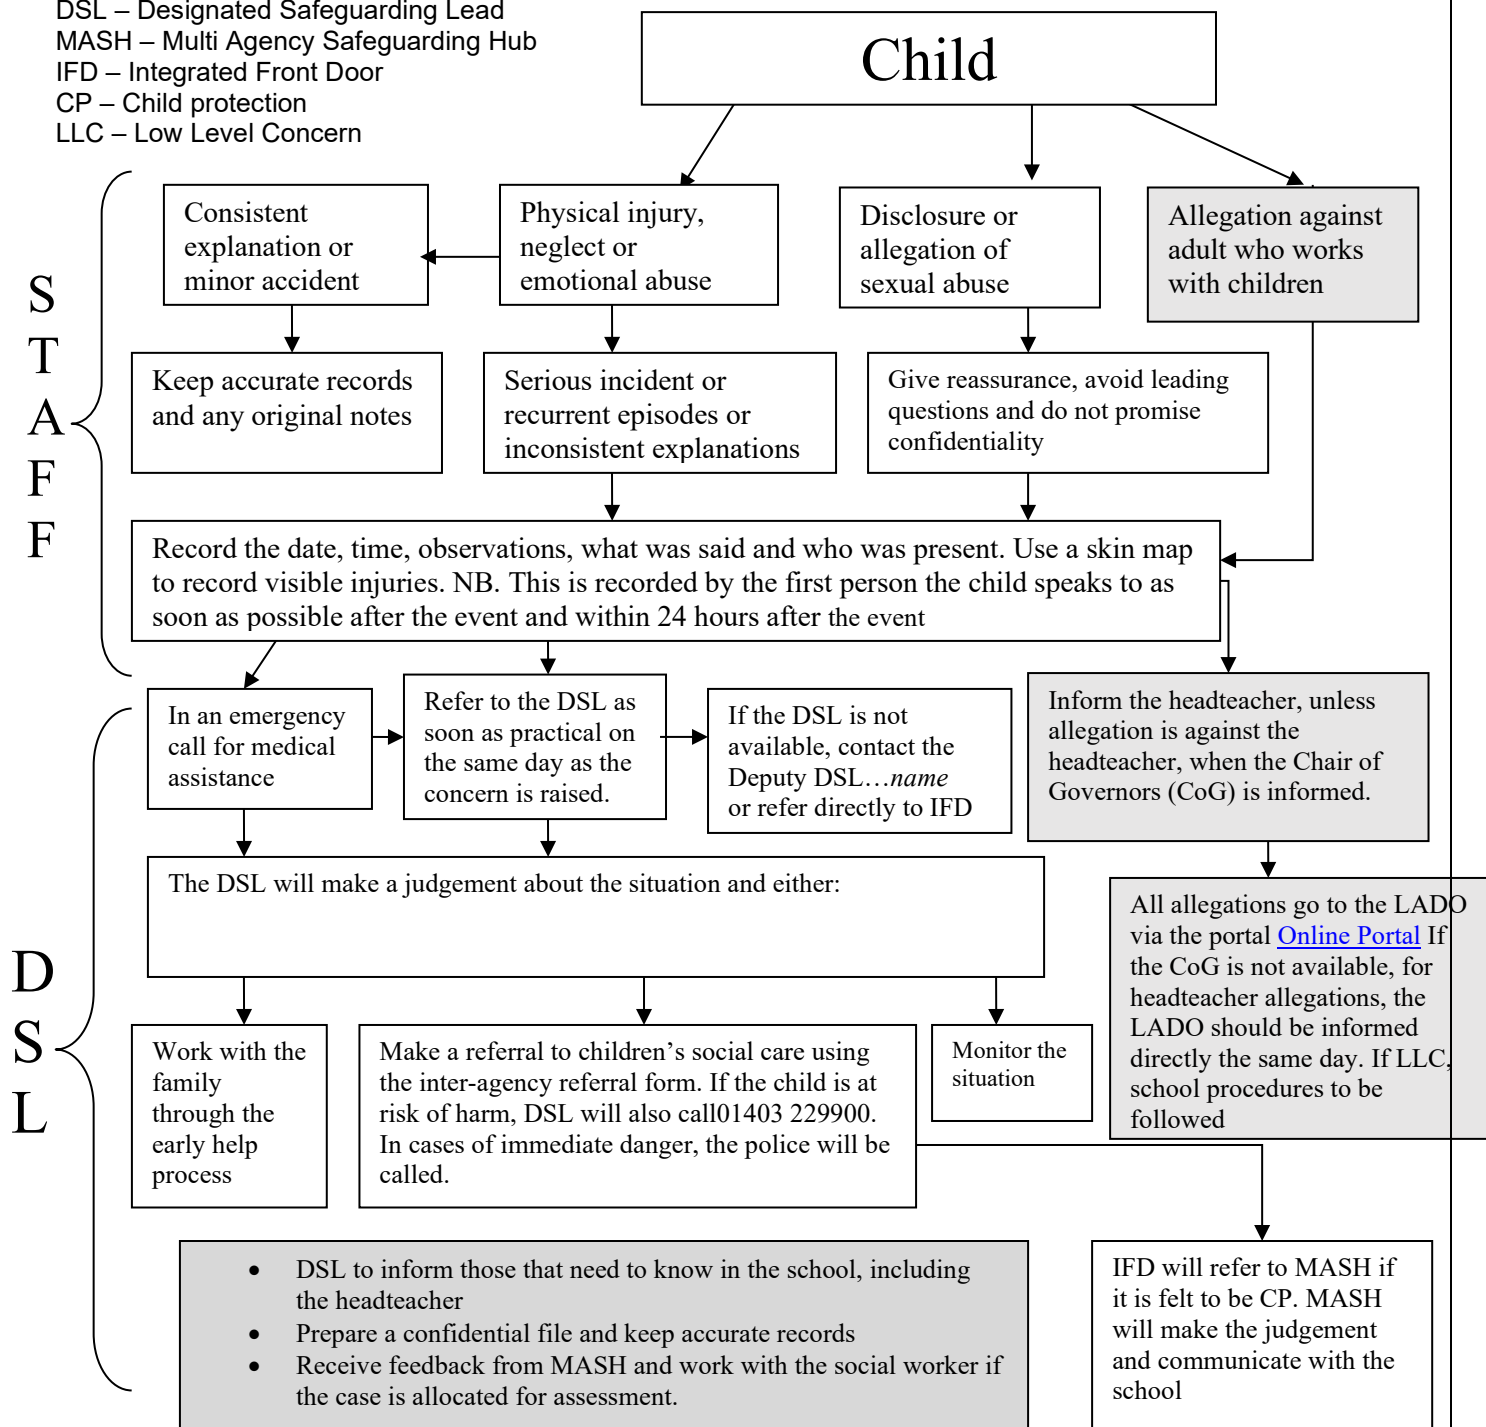 DSL – Designated Safeguarding Lead
MASH – Multi Agency Safeguarding Hub
IFD – Integrated Front Door
CP – Child protection
LLC – Low Level Concern
Child
S
T
A
F
F
Consistent
explanation or
minor accident
Physical injury,
neglect or
emotional abuse
Disclosure or
allegation of
sexual abuse
Allegation against
adult who works
with children
Keep accurate records
and any original notes
Serious incident or
recurrent episodes or
inconsistent explanations
Give reassurance, avoid leading
questions and do not promise
confidentiality
Record the date, time, observations, what was said and who was present. Use a skin map
to record visible injuries. NB. This is recorded by the first person the child speaks to as
soon as possible after the event and within 24 hours after the event
D
S
L
In an emergency
call for medical
assistance
Refer to the DSL as
soon as practical on
the same day as the
concern is raised.
If the DSL is not
available, contact the
Deputy DSL…name
or refer directly to IFD
Inform the headteacher, unless
allegation is against the
headteacher, when the Chair of
Governors (CoG) is informed.
The DSL will make a judgement about the situation and either:
All allegations go to the LADO
via the portal Online Portal If
the CoG is not available, for
headteacher allegations, the
LADO should be informed
directly the same day. If LLC,
school procedures to be
followed
Work with the
family
through the
early help
process
Make a referral to children’s social care using
the inter-agency referral form. If the child is at
risk of harm, DSL will also call01403 229900.
In cases of immediate danger, the police will be
called.
Monitor the
situation
• DSL to inform those that need to know in the school, including
the headteacher
• Prepare a confidential file and keep accurate records
• Receive feedback from MASH and work with the social worker if
the case is allocated for assessment.
IFD will refer to MASH if
it is felt to be CP. MASH
will make the judgement
and communicate with the
school